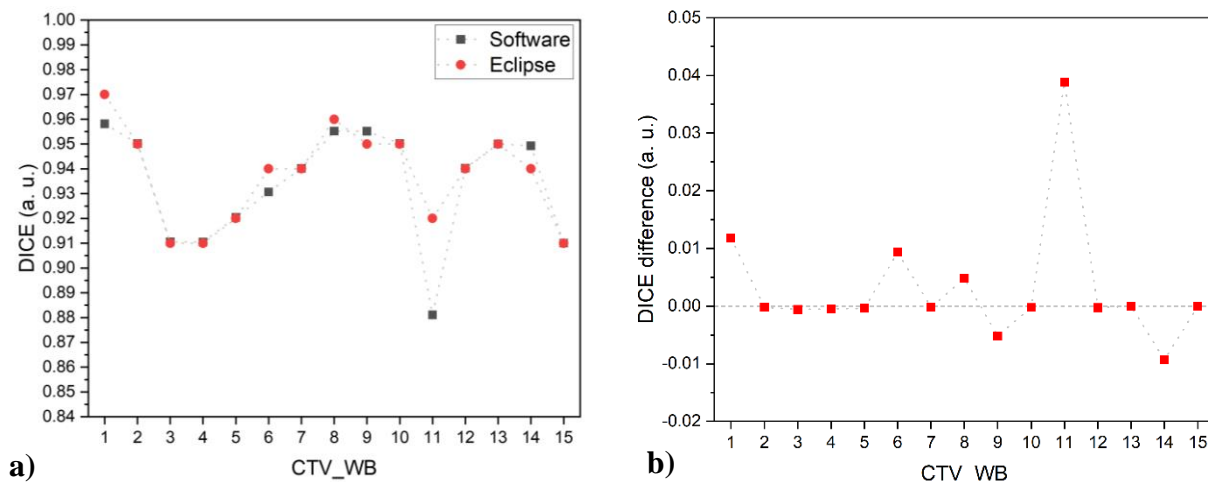 1.00
0.99
0.98
0.97
0.96
0.95
0.94
0.93
0.92
0.91
0.90
0.89
0.88
0.87
0.86
0.85
0.84
DICE (a. u.)
Software
Eclipse
1 2 3 4 5 6 7 8 9 10 11 12 13 14 15
CTV_WB
a)
0.05
0.04
0.03
0.02
0.01
0.00
-0.01
-0.02
DICE difference (a. u.)
1 2 3 4 5 6 7 8 9 10 11 12 13 14 15
CTV WB
b)